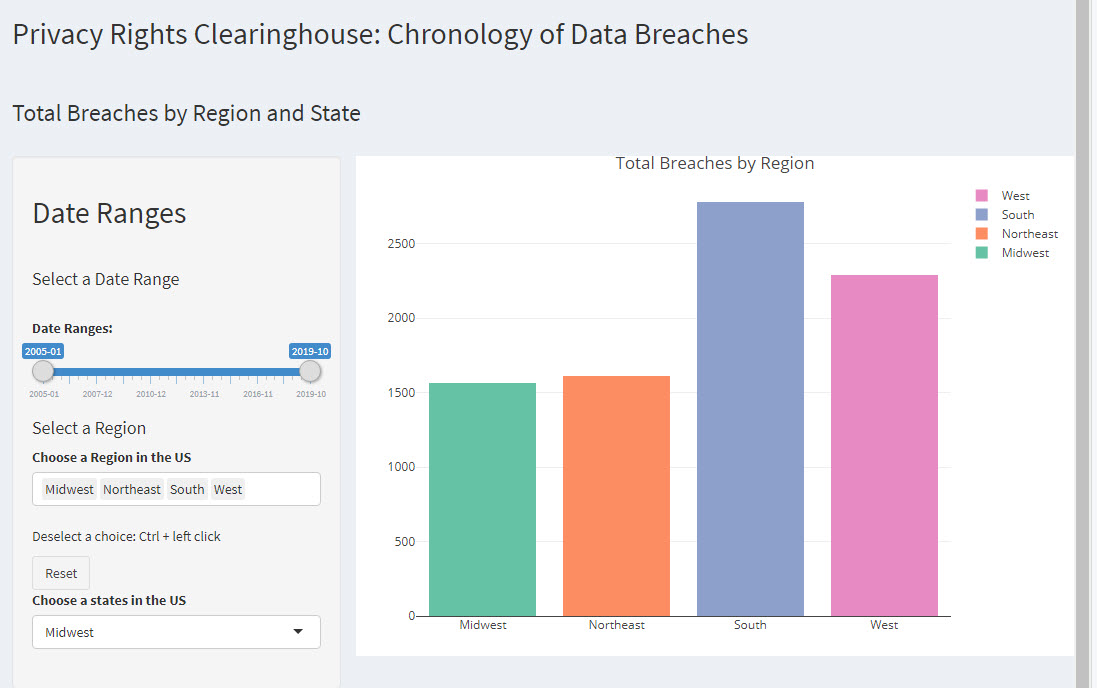 Privacy Rights Clearinghouse: Chronology of Data Breaches
Total Breaches by Region and State
Date Ranges
Select a Date Range
Date Ranges:
2005-01 2019-10
2005-01 2007-12 2010-12 2013-11 2016-11 2019-10
Select a Region
Choose a Region in the US
Midwest Northeast South West
Deselect a choice: Ctrl + left click
Reset
Choose a states in the US
Midwest
Total Breaches by Region
West
South
Northeast
Midwest
2500
2000
1500
1000
500
0
Midwest Northeast South West